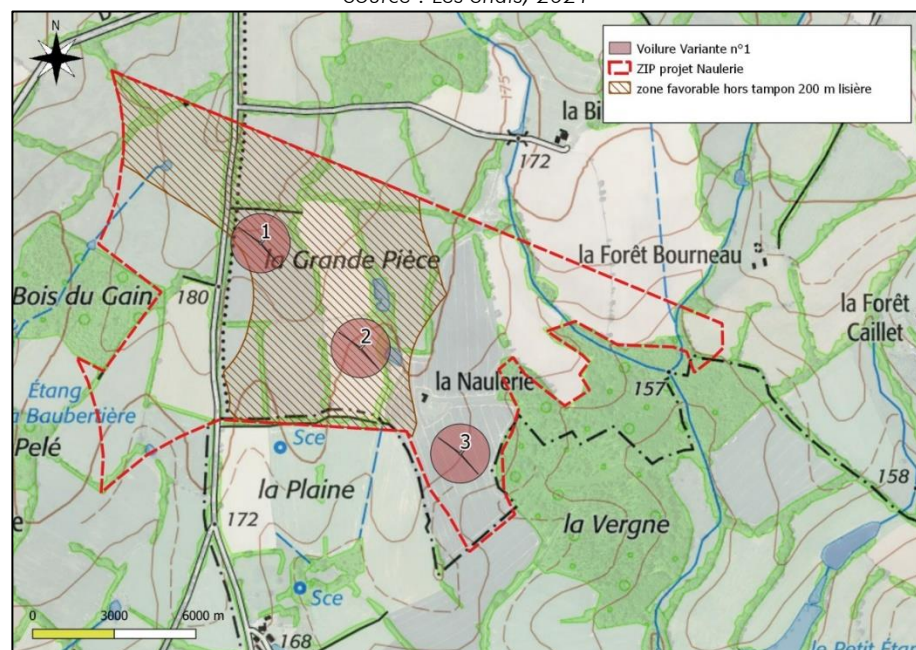 Source : Les Snats, 2021
N
Voilure Variante n°1
ZIP projet Naulerie
zone favorable hors tampon 200 m lisière
175
la Bi
172
1
la Grande Pièce
la Forêt Bourneau
Bois du Gain
180
la Forêt
Caillet
2
la Naulerie
Étang
Baubertière
157
Pelé
3
Sce
158
la Plaine
la Vergne
172
Sce
0 3000 6000 m
168
le Petit Étan